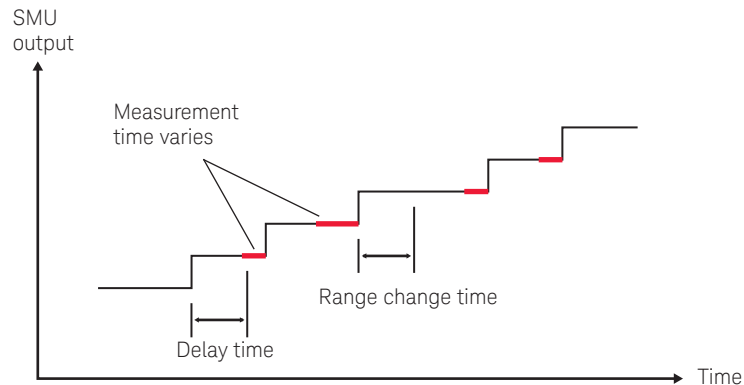 SMU
output
Measurement
time varies
Range change time
Delay time
Time